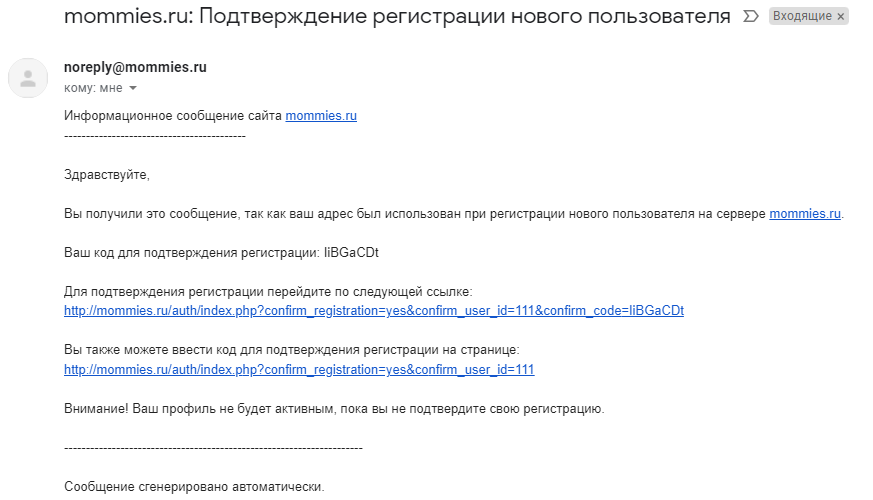 mommies.ru: Подтверждение регистрации нового пользователя Входящие ×
noreply@mommies.ru
кому: мне
Информационное сообщение сайта mommies.ru
------------------------------------------
Здравствуйте,
Вы получили это сообщение, так как ваш адрес был использован при регистрации нового пользователя на сервере mommies.ru.
Ваш код для подтверждения регистрации: IiBGaCDt
Для подтверждения регистрации перейдите по следующей ссылке:
http://mommies.ru/auth/index.php?confirm_registration=yes&confirm_user_id=111&confirm_code=IiBGaCDt
Вы также можете ввести код для подтверждения регистрации на странице:
http://mommies.ru/auth/index.php?confirm_registration=yes&confirm_user_id=111
Внимание! Ваш профиль не будет активным, пока вы не подтвердите свою регистрацию.
---------------------------------------------------------------------
Сообщение сгенерировано автоматически.